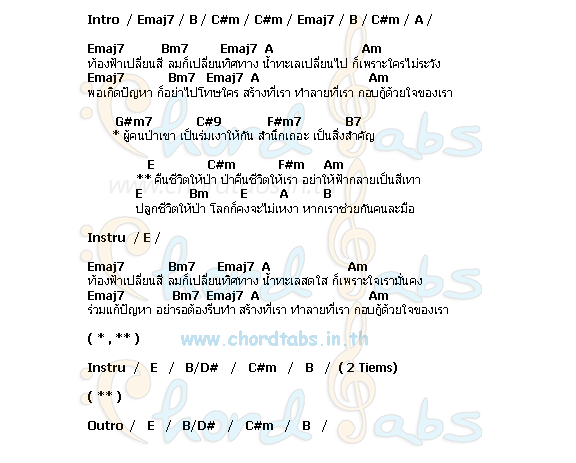 Intro / Emaj7 / B / C#m / C#m / Emaj7 / B / C#m / A /
Emaj7 Bm7 Emaj7 A Am
ท้องฟ้าเปลี่ยนสี ลมก็เปลี่ยนทิศทาง น้ำทะเลเปลี่ยนไป ก็เพราะใครไม่ระวัง
Emaj7 Bm7 Emaj7 A Am
พอเกิดปัญหา ก็อย่าไปโทษใคร สร้างที่เรา ทำลายที่เรา กอบกู้ด้วยใจของเรา
G#m7 C#9 F#m7 B7
* ผู้คนป่าเขา เป็นร่มเงาให้กัน สำนึกเถอะ เป็นสิ่งสำคัญ
E C#m F#m Am
** คืนชีวิตให้ป่า ป่าคืนชีวิตให้เรา อย่าให้ฟ้ากลายเป็นสีเทา
E Bm E A B
ปลูกชีวิตให้ป่า โลกก็คงจะไม่เหงา หากเราช่วยกันคนละมือ
Instru / E /
Emaj7 Bm7 Emaj7 A Am
ท้องฟ้าเปลี่ยนสี ลมก็เปลี่ยนทิศทาง น้ำทะเลสดใส ก็เพราะใจเรามั่นคง
Emaj7 Bm7 Emaj7 A Am
ร่วมแก้ปัญหา อย่ารอต้องรีบทำ สร้างที่เรา ทำลายที่เรา กอบกู้ด้วยใจของเรา
( * , ** )
www.chordtabs.in.th
Instru / E / B/D# / C#m / B / ( 2 Tiems)
( ** )
Outro / E / B/D# / C#m / B /